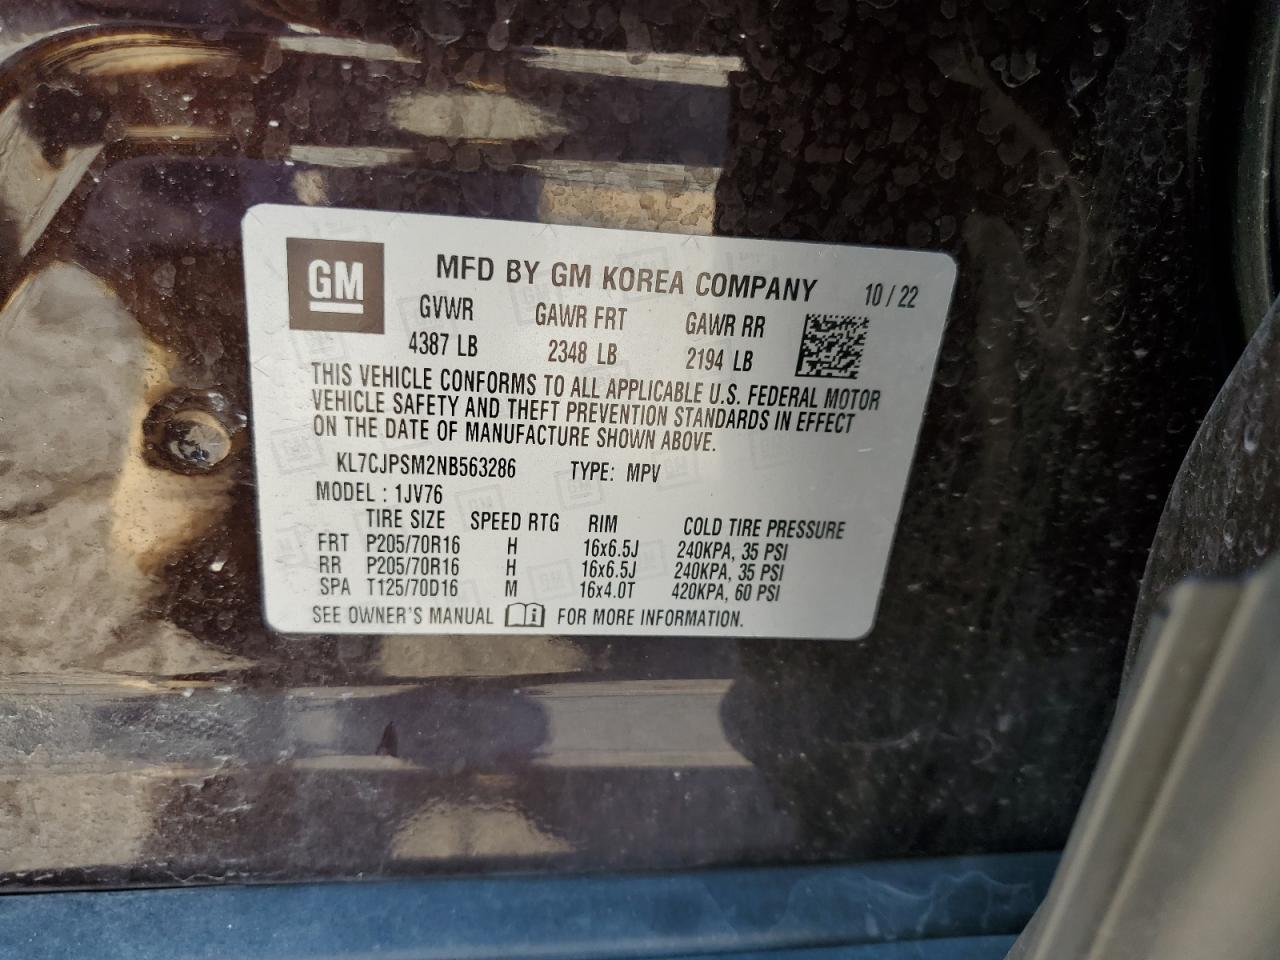 GM
MFD BY GM KOREA COMPANY 10 / 22
GVWR GAWR FRT GAWR RR
4387 LB 2348 LB 2194 LB
THIS VEHICLE CONFORMS TO ALL APPLICABLE U.S. FEDERAL MOTOR
VEHICLE SAFETY AND THEFT PREVENTION STANDARDS IN EFFECT
ON THE DATE OF MANUFACTURE SHOWN ABOVE.
KL7CJPSM2NB563286 TYPE: MPV
MODEL : 1JV76
TIRE SIZE SPEED RTG RIM COLD TIRE PRESSURE
FRT P205/70R16 H 16x6.5J 240KPA, 35 PSI
RR P205/70R16 H 16x6.5J 240KPA, 35 PSI
SPA T125/70D16 M 16x4.0T 420KPA, 60 PSI
SEE OWNER'S MANUAL FOR MORE INFORMATION.